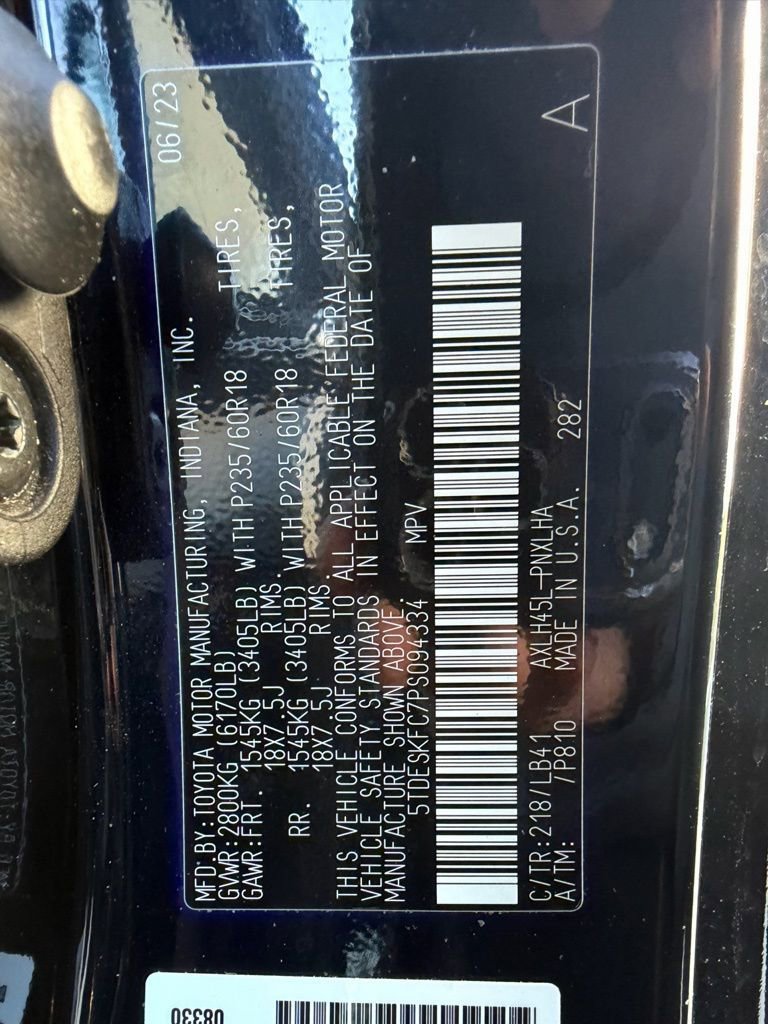 MFD.BY:TOYOTA MOTOR MANUFACTURING, INDIANA, INC. 06/23
GVWR:2800KG (6170LB)
GAWR:FRT. 1545KG (3405LB) WITH P235/60R18 TIRES,
18X7.5J RIMS.
RR. 1545KG (3405LB) WITH P235/60R18 TIRES,
18X7.5J RIMS.
THIS VEHICLE CONFORMS TO ALL APPLICABLE FEDERAL MOTOR
VEHICLE SAFETY STANDARDS IN EFFECT ON THE DATE OF
MANUFACTURE SHOWN ABOVE.
5TDESKFC7PS094334 MPV
C/TR:218/LB41 AXLH45L-PNXLHA
A/TM: /P810 MADE IN U.S.A. 282 A
08330